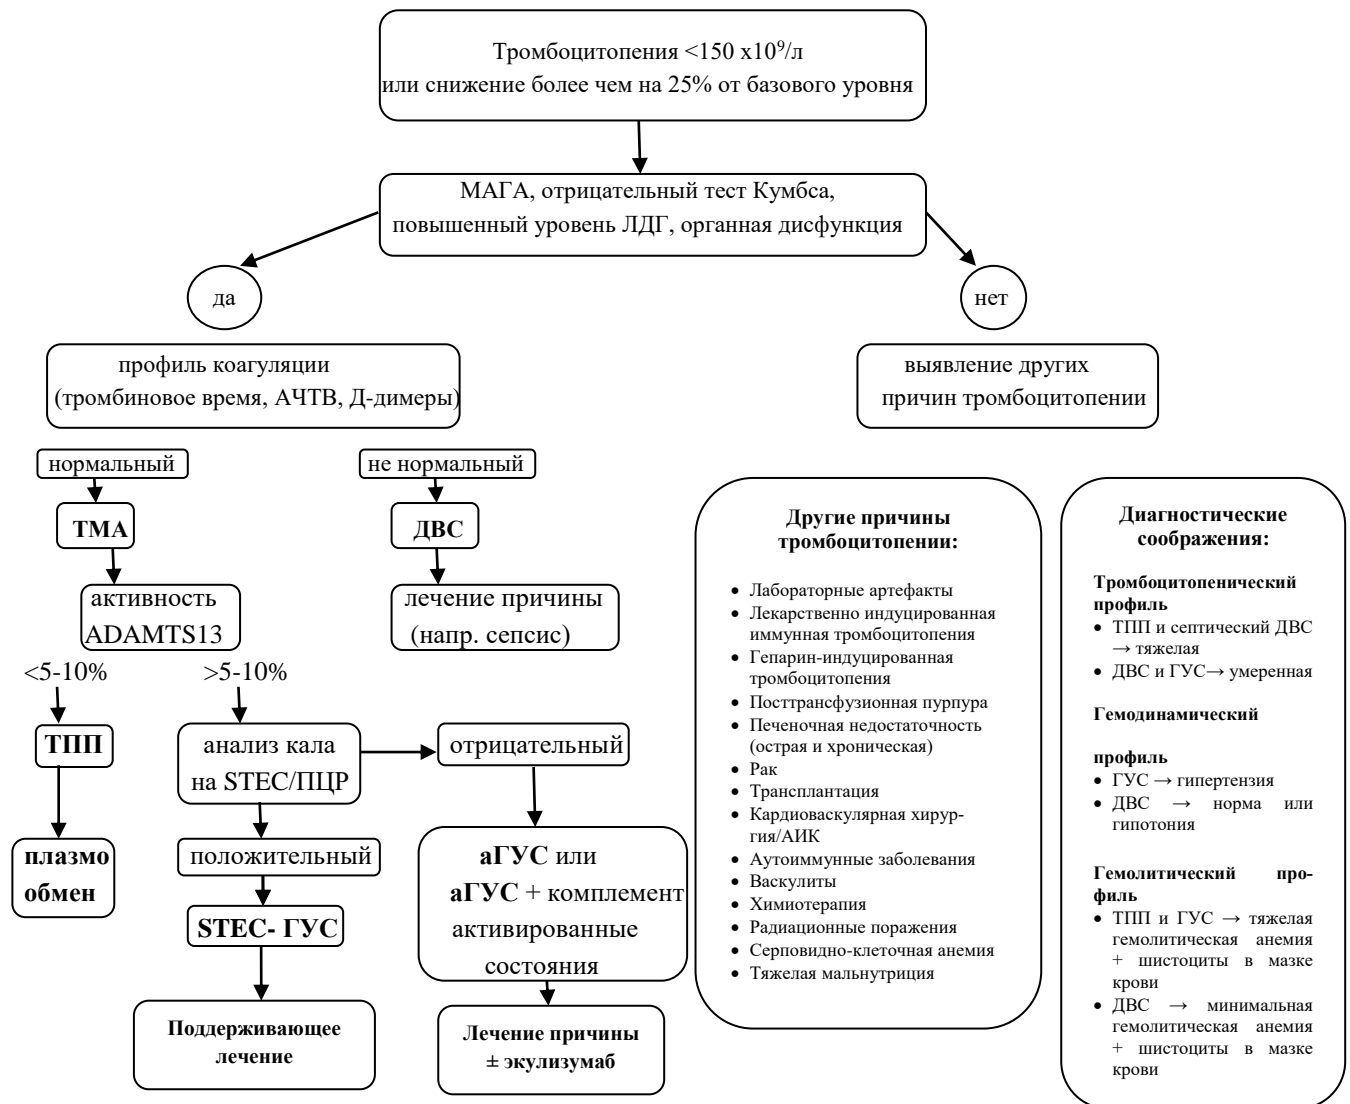 Тромбоцитопения <150 x10⁹/л
или снижение более чем на 25% от базового уровня
МАГА, отрицательный тест Кумбса,
повышенный уровень ЛДГ, органная дисфункция
да
нет
профиль коагуляции
(тромбиновое время, АЧТВ, Д-димеры)
выявление других
причин тромбоцитопении
нормальный
не нормальный
ТМА
ДВС
активность
ADAMTS13
лечение причины
(напр. сепсис)
<5-10%
>5-10%
ТПП
анализ кала
на STEC/ПЦР
отрицательный
плазмо
обмен
положительный
STEC- ГУС
аГУС или
аГУС + комплемент
активированные
состояния
Поддерживающее
лечение
Лечение причины
± экулизумаб
Другие причины
тромбоцитопении:
• Лабораторные артефакты
• Лекарственно индуцированная
иммунная тромбоцитопения
• Гепарин-индуцированная
тромбоцитопения
• Посттрансфузионная пурпура
• Печеночная недостаточность
(острая и хроническая)
• Рак
• Трансплантация
• Кардиоваскулярная хирур-
гия/АИК
• Аутоиммунные заболевания
• Васкулиты
• Химиотерапия
• Радиационные поражения
• Серповидно-клеточная анемия
• Тяжелая мальнутриция
Диагностические
соображения:
Тромбоцитопенический
профиль
• ТПП и септический ДВС
→ тяжелая
• ДВС и ГУС→ умеренная
Гемодинамический
профиль
• ГУС → гипертензия
• ДВС → норма или
гипотония
Гемолитический про-
филь
• ТПП и ГУС → тяжелая
гемолитическая анемия
+ шистоциты в мазке
крови
• ДВС → минимальная
гемолитическая анемия
+ шистоциты в мазке
крови